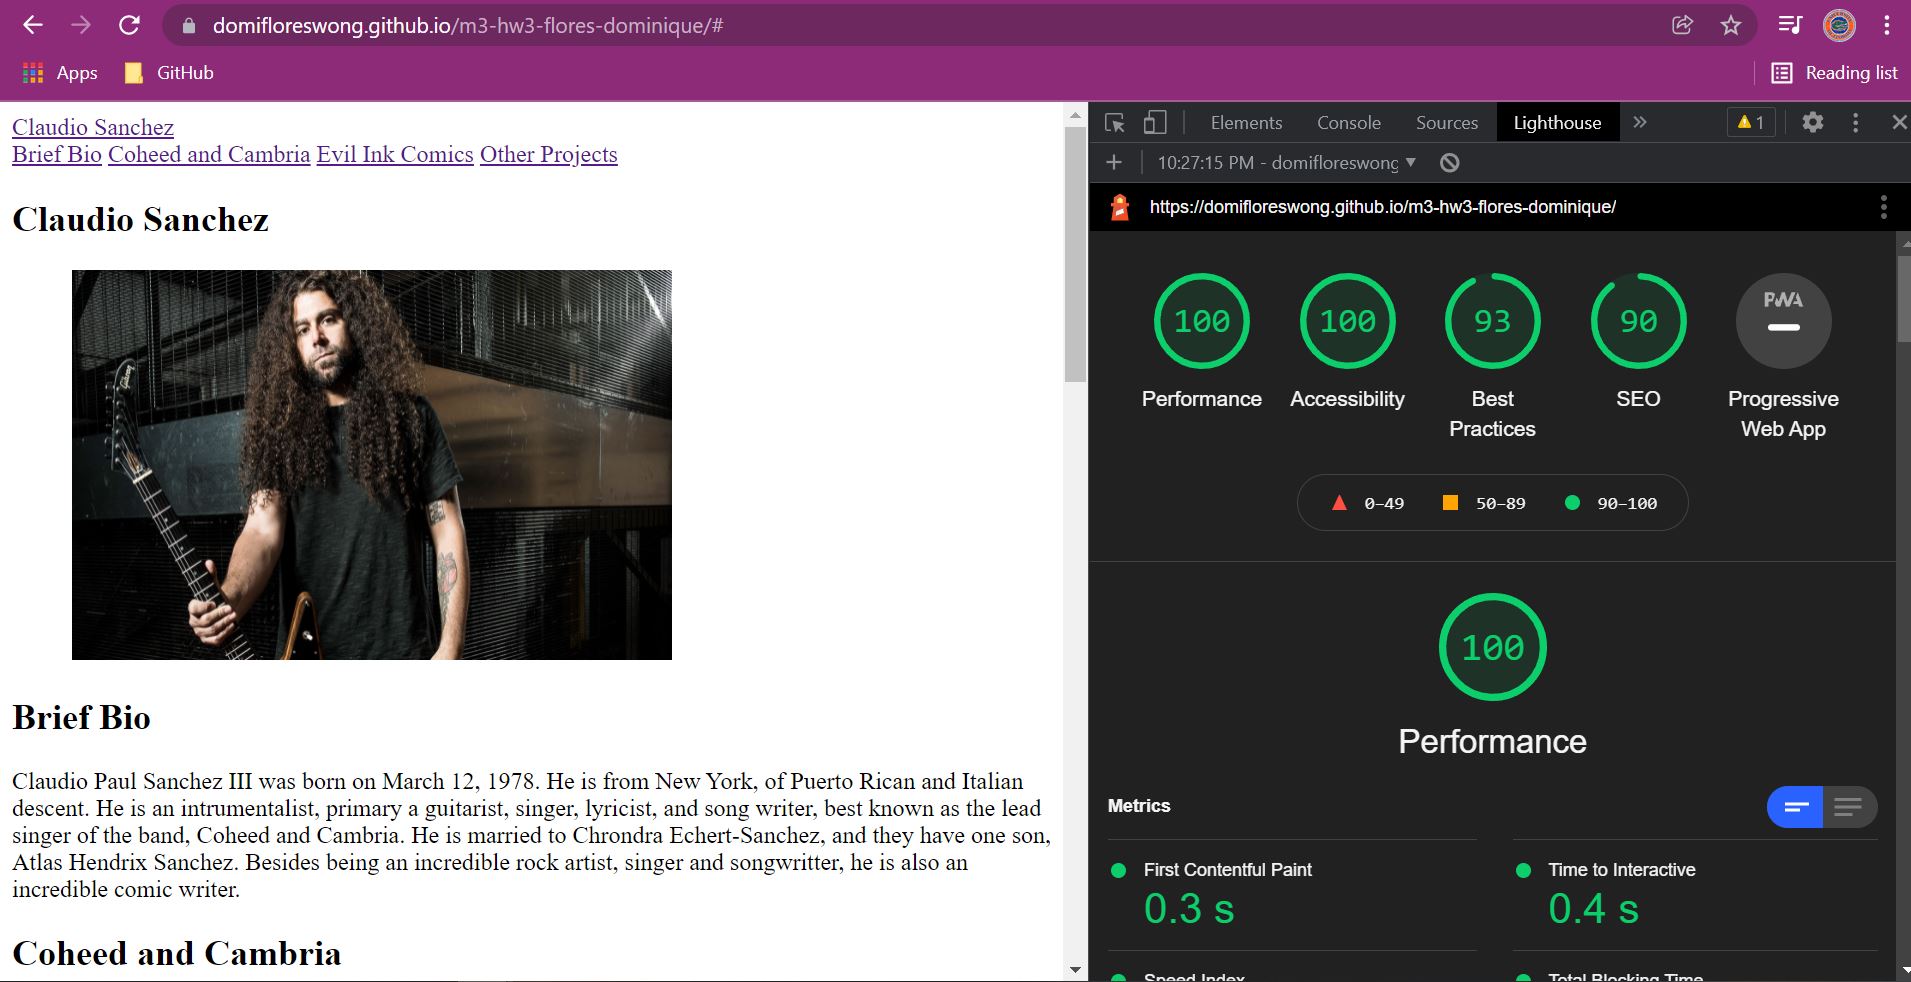 domifloreswong.github.io/m3-hw3-flores-dominique/#
Apps GitHub Reading list
Claudio Sanchez
Brief Bio Coheed and Cambria Evil Ink Comics Other Projects
Claudio Sanchez
Gibson
Brief Bio
Claudio Paul Sanchez III was born on March 12, 1978. He is from New York, of Puerto Rican and Italian
descent. He is an intrumentalist, primary a guitarist, singer, lyricist, and song writer, best known as the lead
singer of the band, Coheed and Cambria. He is married to Chrondra Echert-Sanchez, and they have one son,
Atlas Hendrix Sanchez. Besides being an incredible rock artist, singer and songwritter, he is also an
incredible comic writer.
Coheed and Cambria
Elements Console Sources Lighthouse » 1
10:27:15 PM - domifloreswong
https://domifloreswong.github.io/m3-hw3-flores-dominique/
100 100 93 90 PWA
Performance Accessibility Best Practices SEO Progressive Web App
0–49 50–89 90–100
100
Performance
Metrics
First Contentful Paint
0.3 s
Time to Interactive
0.4 s
Speed Index
Total Blocking Time